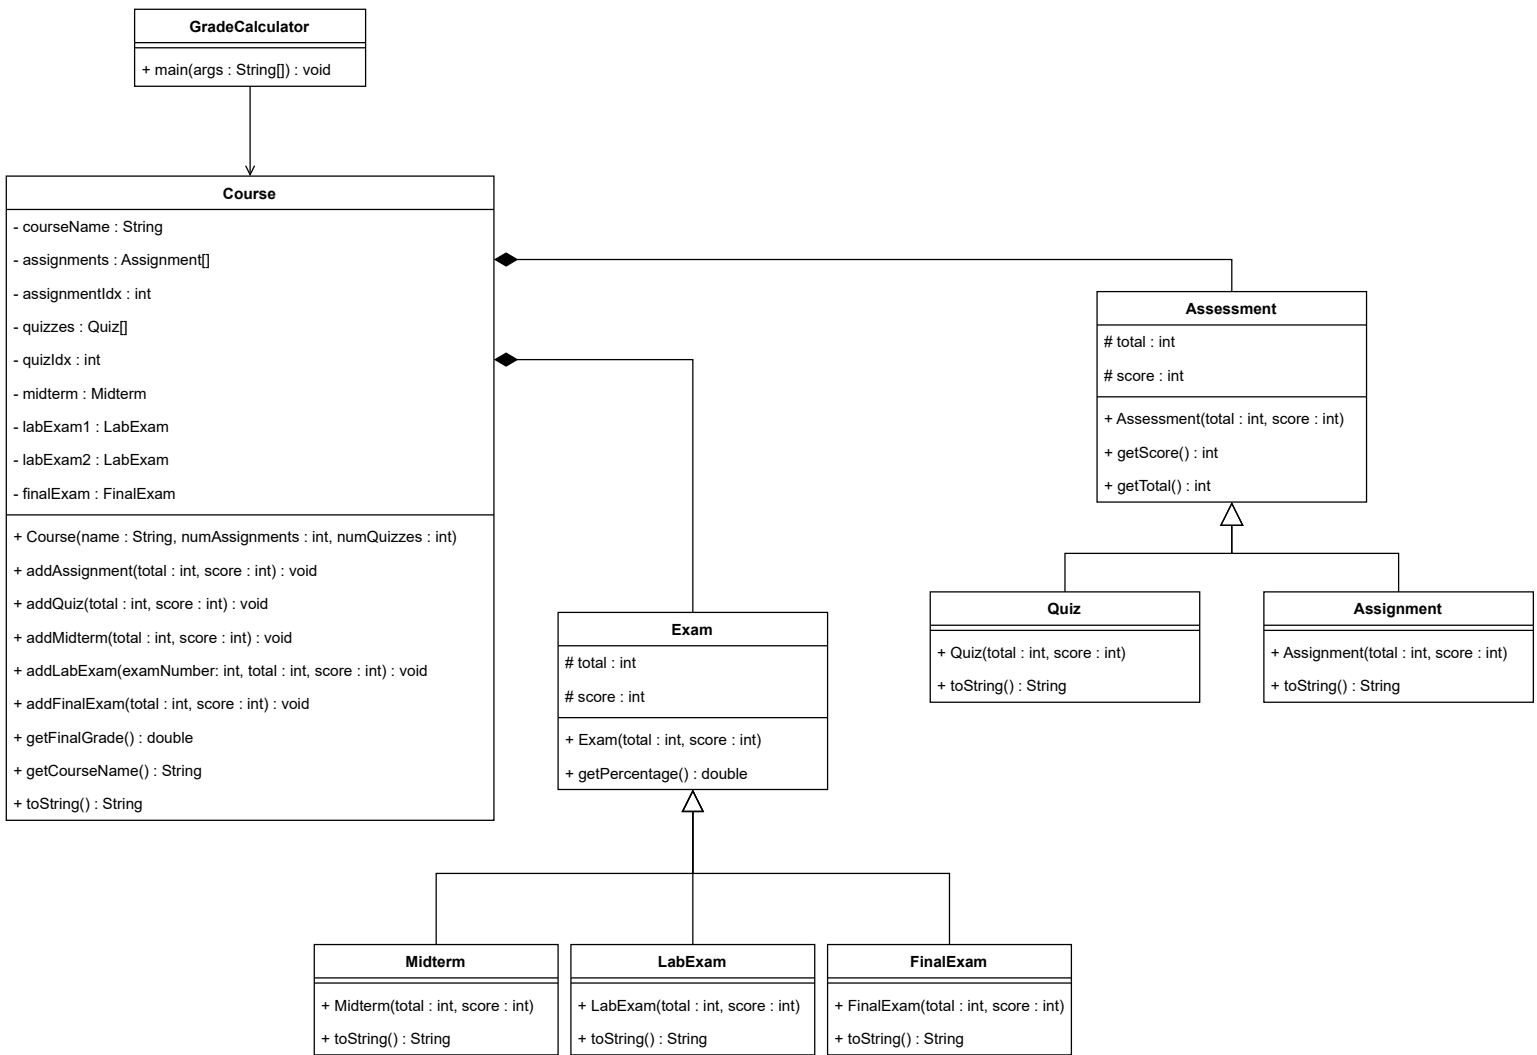 GradeCalculator
+ main(args : String[]) : void
Course
- courseName : String
- assignments : Assignment[]
- assignmentIdx : int
- quizzes : Quiz[]
- quizIdx : int
- midterm : Midterm
- labExam1 : LabExam
- labExam2 : LabExam
- finalExam : FinalExam
+ Course(name : String, numAssignments : int, numQuizzes : int)
+ addAssignment(total : int, score : int) : void
+ addQuiz(total : int, score : int) : void
+ addMidterm(total : int, score : int) : void
+ addLabExam(examNumber: int, total : int, score : int) : void
+ addFinalExam(total : int, score : int) : void
+ getFinalGrade() : double
+ getCourseName() : String
+ toString() : String
Assessment
# total : int
# score : int
+ Assessment(total : int, score : int)
+ getScore() : int
+ getTotal() : int
Quiz
+ Quiz(total : int, score : int)
+ toString() : String
Assignment
+ Assignment(total : int, score : int)
+ toString() : String
Exam
# total : int
# score : int
+ Exam(total : int, score : int)
+ getPercentage() : double
Midterm
+ Midterm(total : int, score : int)
+ toString() : String
LabExam
+ LabExam(total : int, score : int)
+ toString() : String
FinalExam
+ FinalExam(total : int, score : int)
+ toString() : String